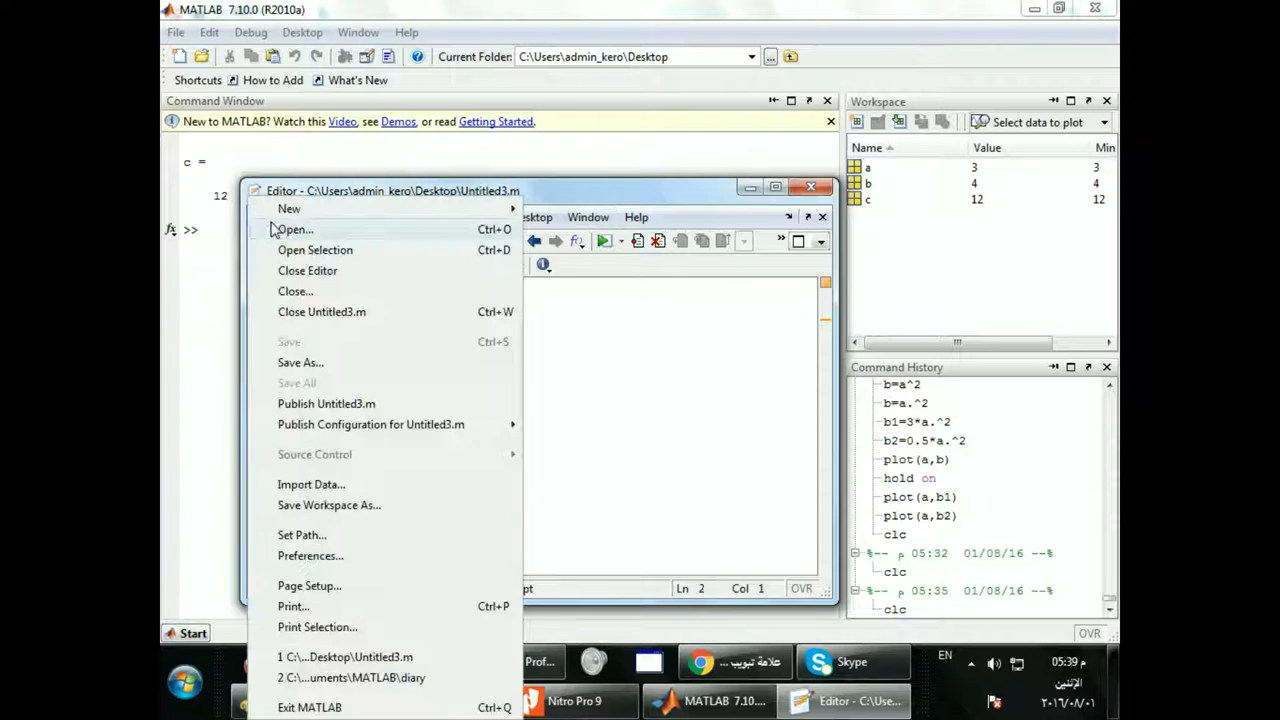 MATLAB 7.10.0 (R2010a)
File Edit Debug Desktop Window Help
Current Folder: C:\Users\admin_kero\Desktop
Shortcuts How to Add What's New
Command Window
New to MATLAB? Watch this Video, see Demos, or read Getting Started.
c =
12
fx >>
Editor - C:\Users\admin_kero\Desktop\Untitled3.m
esktop Window Help
New
Open... Ctrl+O
Open Selection Ctrl+D
Close Editor
Close...
Close Untitled3.m Ctrl+W
Save Ctrl+S
Save As...
Save All
Publish Untitled3.m
Publish Configuration for Untitled3.m
Source Control
Import Data...
Save Workspace As...
Set Path...
Preferences...
Page Setup...
Print... Ctrl+P
Print Selection...
1 C:\...Desktop\Untitled3.m
2 C:\...uments\MATLAB\diary
Exit MATLAB Ctrl+Q
pt Ln 2 Col 1 OVR
Workspace
Select data to plot
Name Value Min
a 3 3
b 4 4
c 12 12
Command History
b=a^2
b=a.^2
b1=3*a.^2
b2=0.5*a.^2
plot(a,b)
hold on
plot(a,b1)
plot(a,b2)
clc
%-- م 05:32 01/08/16 --%
clc
%-- م 05:35 01/08/16 --%
clc
Start OVR
Prof... علامة تبويب ... Skype EN 05:39 م
الإثنين
Nitro Pro 9 MATLAB 7.10.... Editor - C:\Use... ٢٠١٦/٠٨/٠١